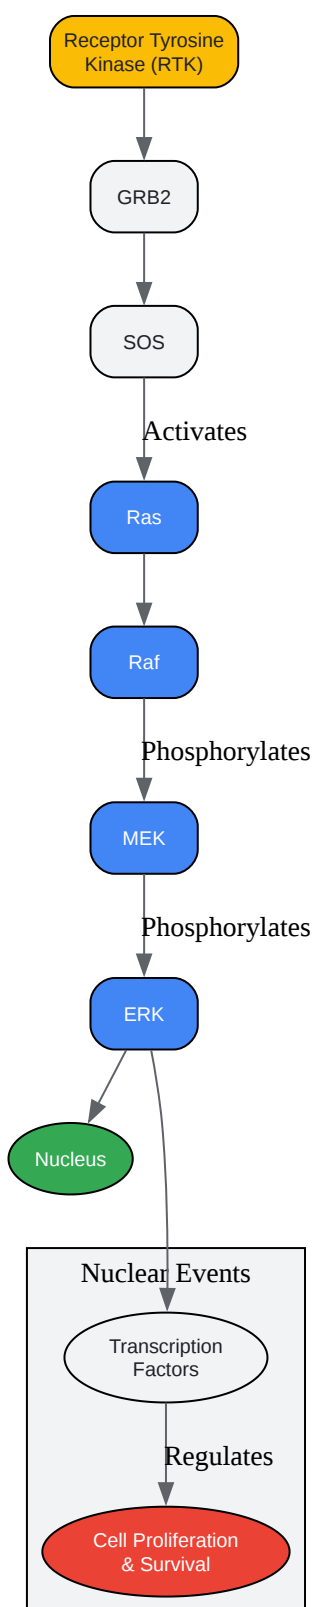 Receptor Tyrosine
Kinase (RTK)
GRB2
SOS
Activates
Ras
Raf
Phosphorylates
MEK
Phosphorylates
ERK
Nucleus
Nuclear Events
Transcription
Factors
Regulates
Cell Proliferation
& Survival